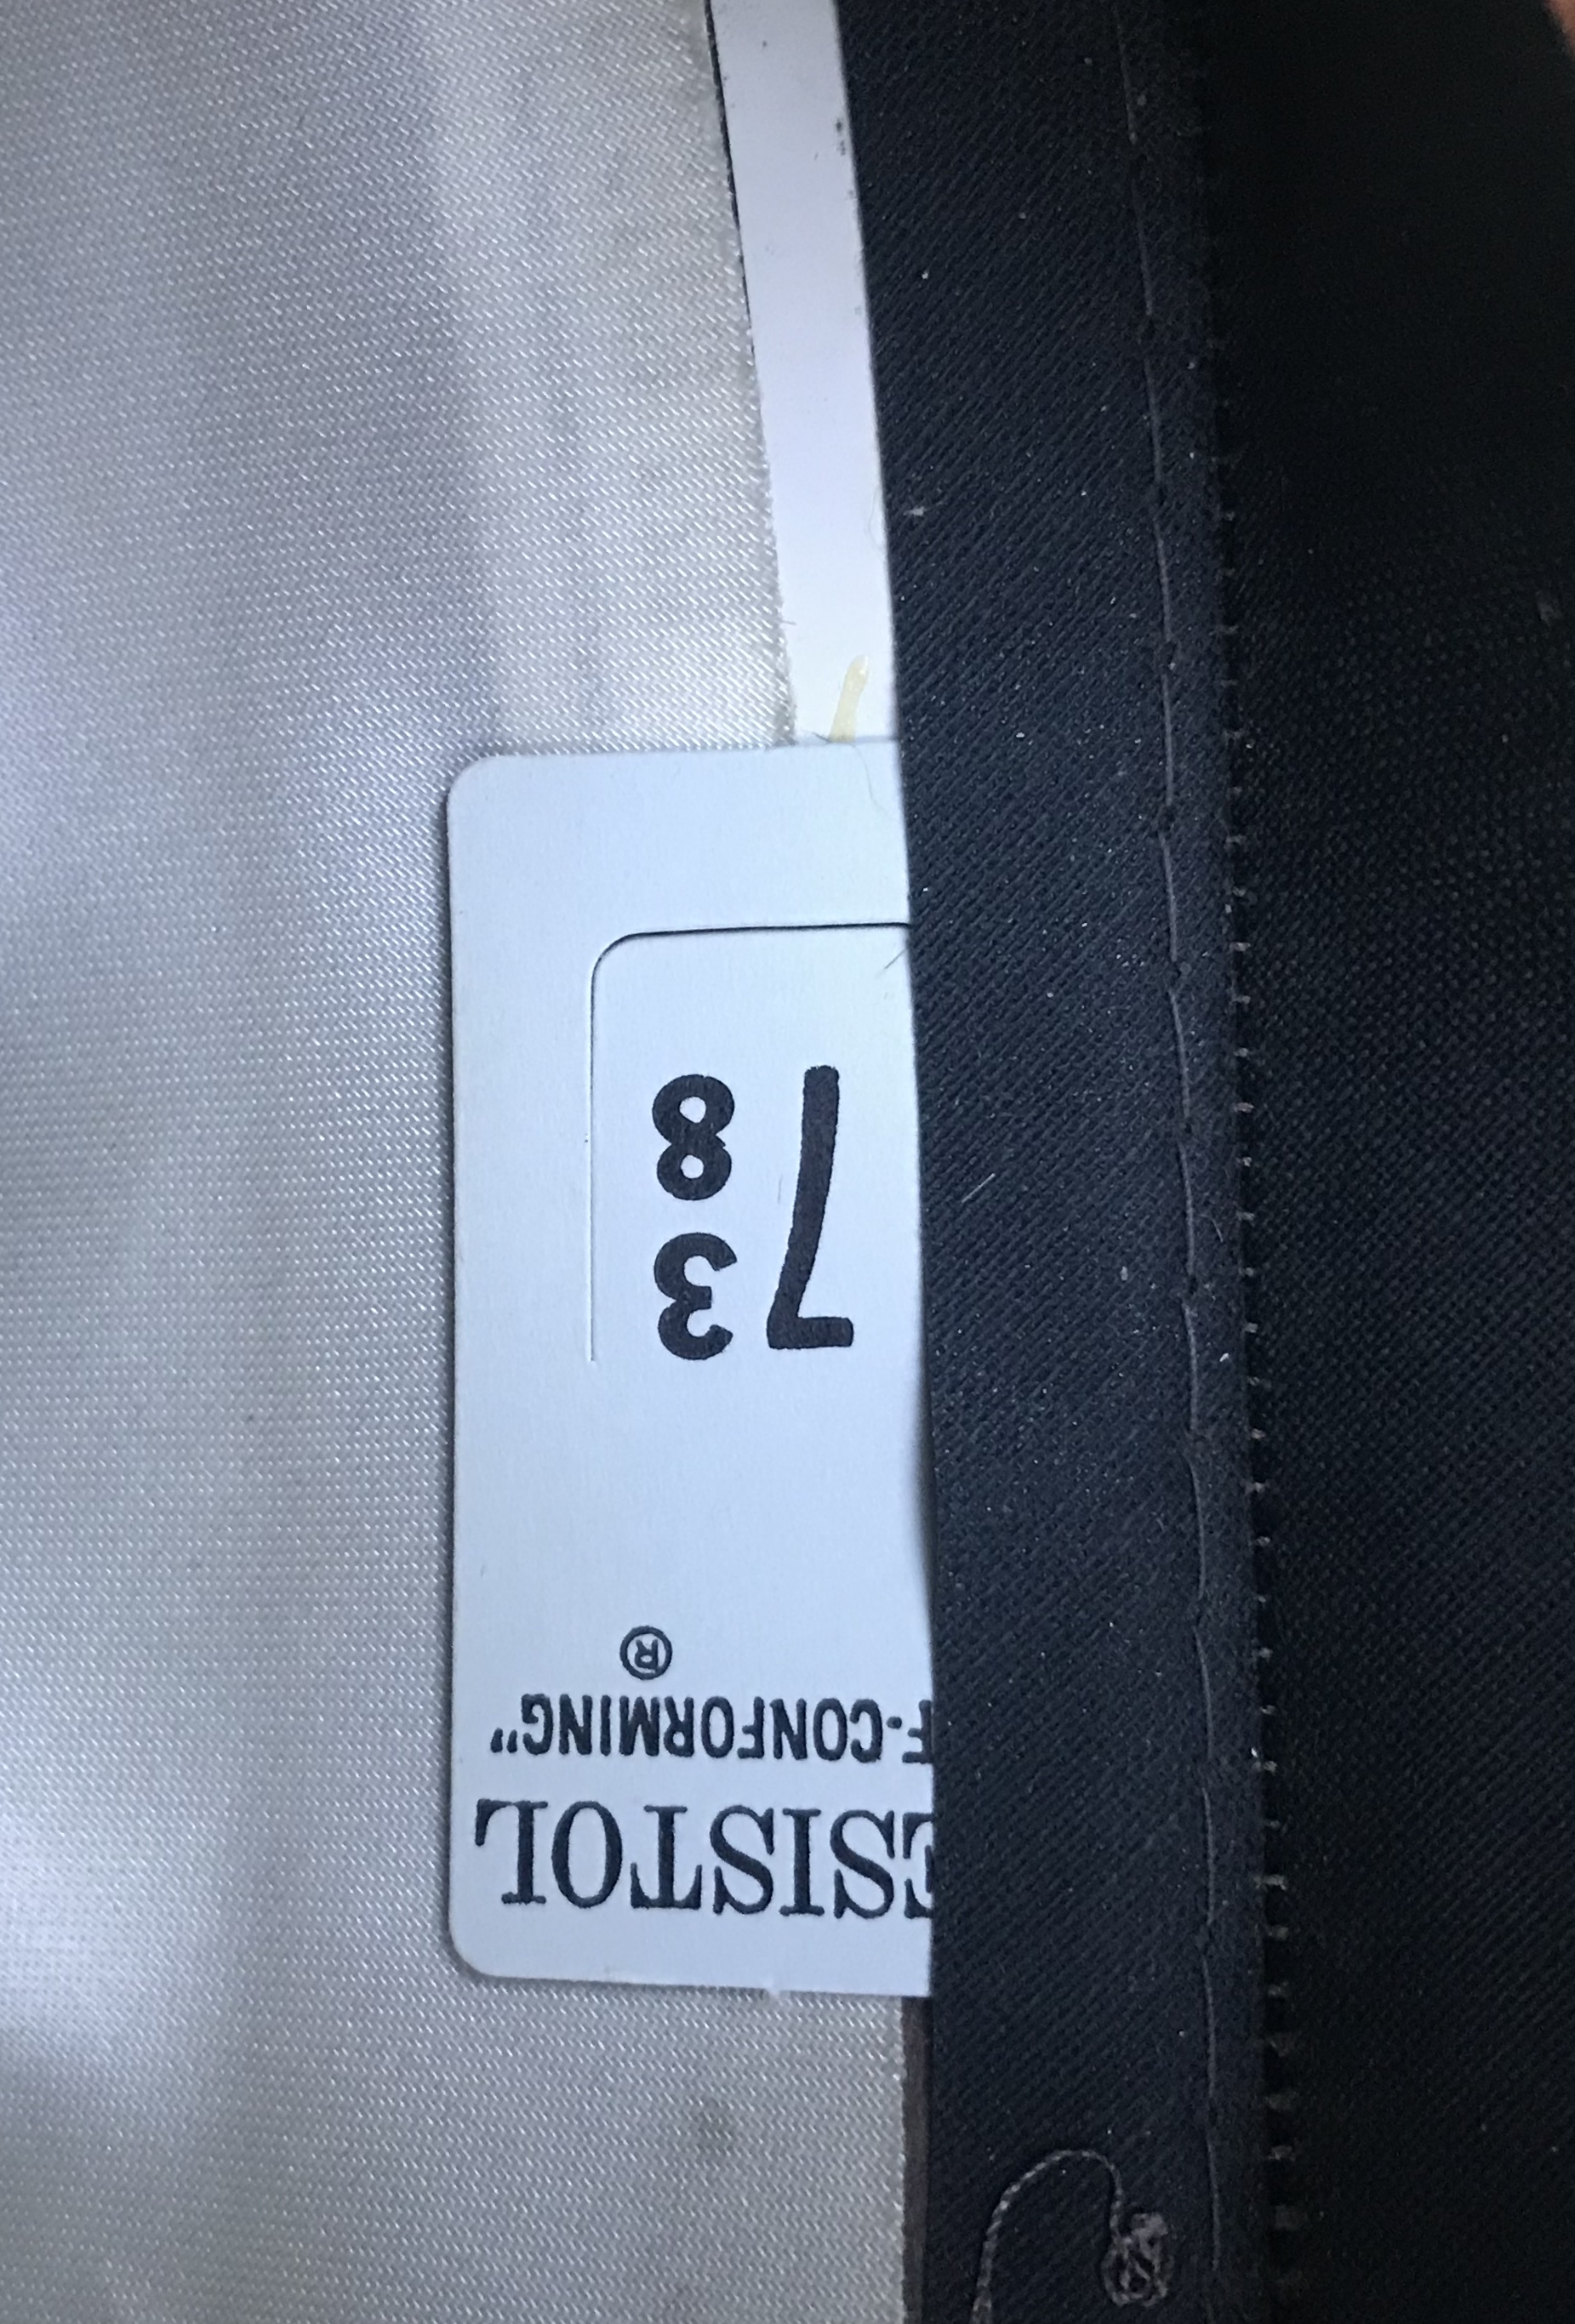 ESISTOL
F-CONFORMING"
®
7 3
8